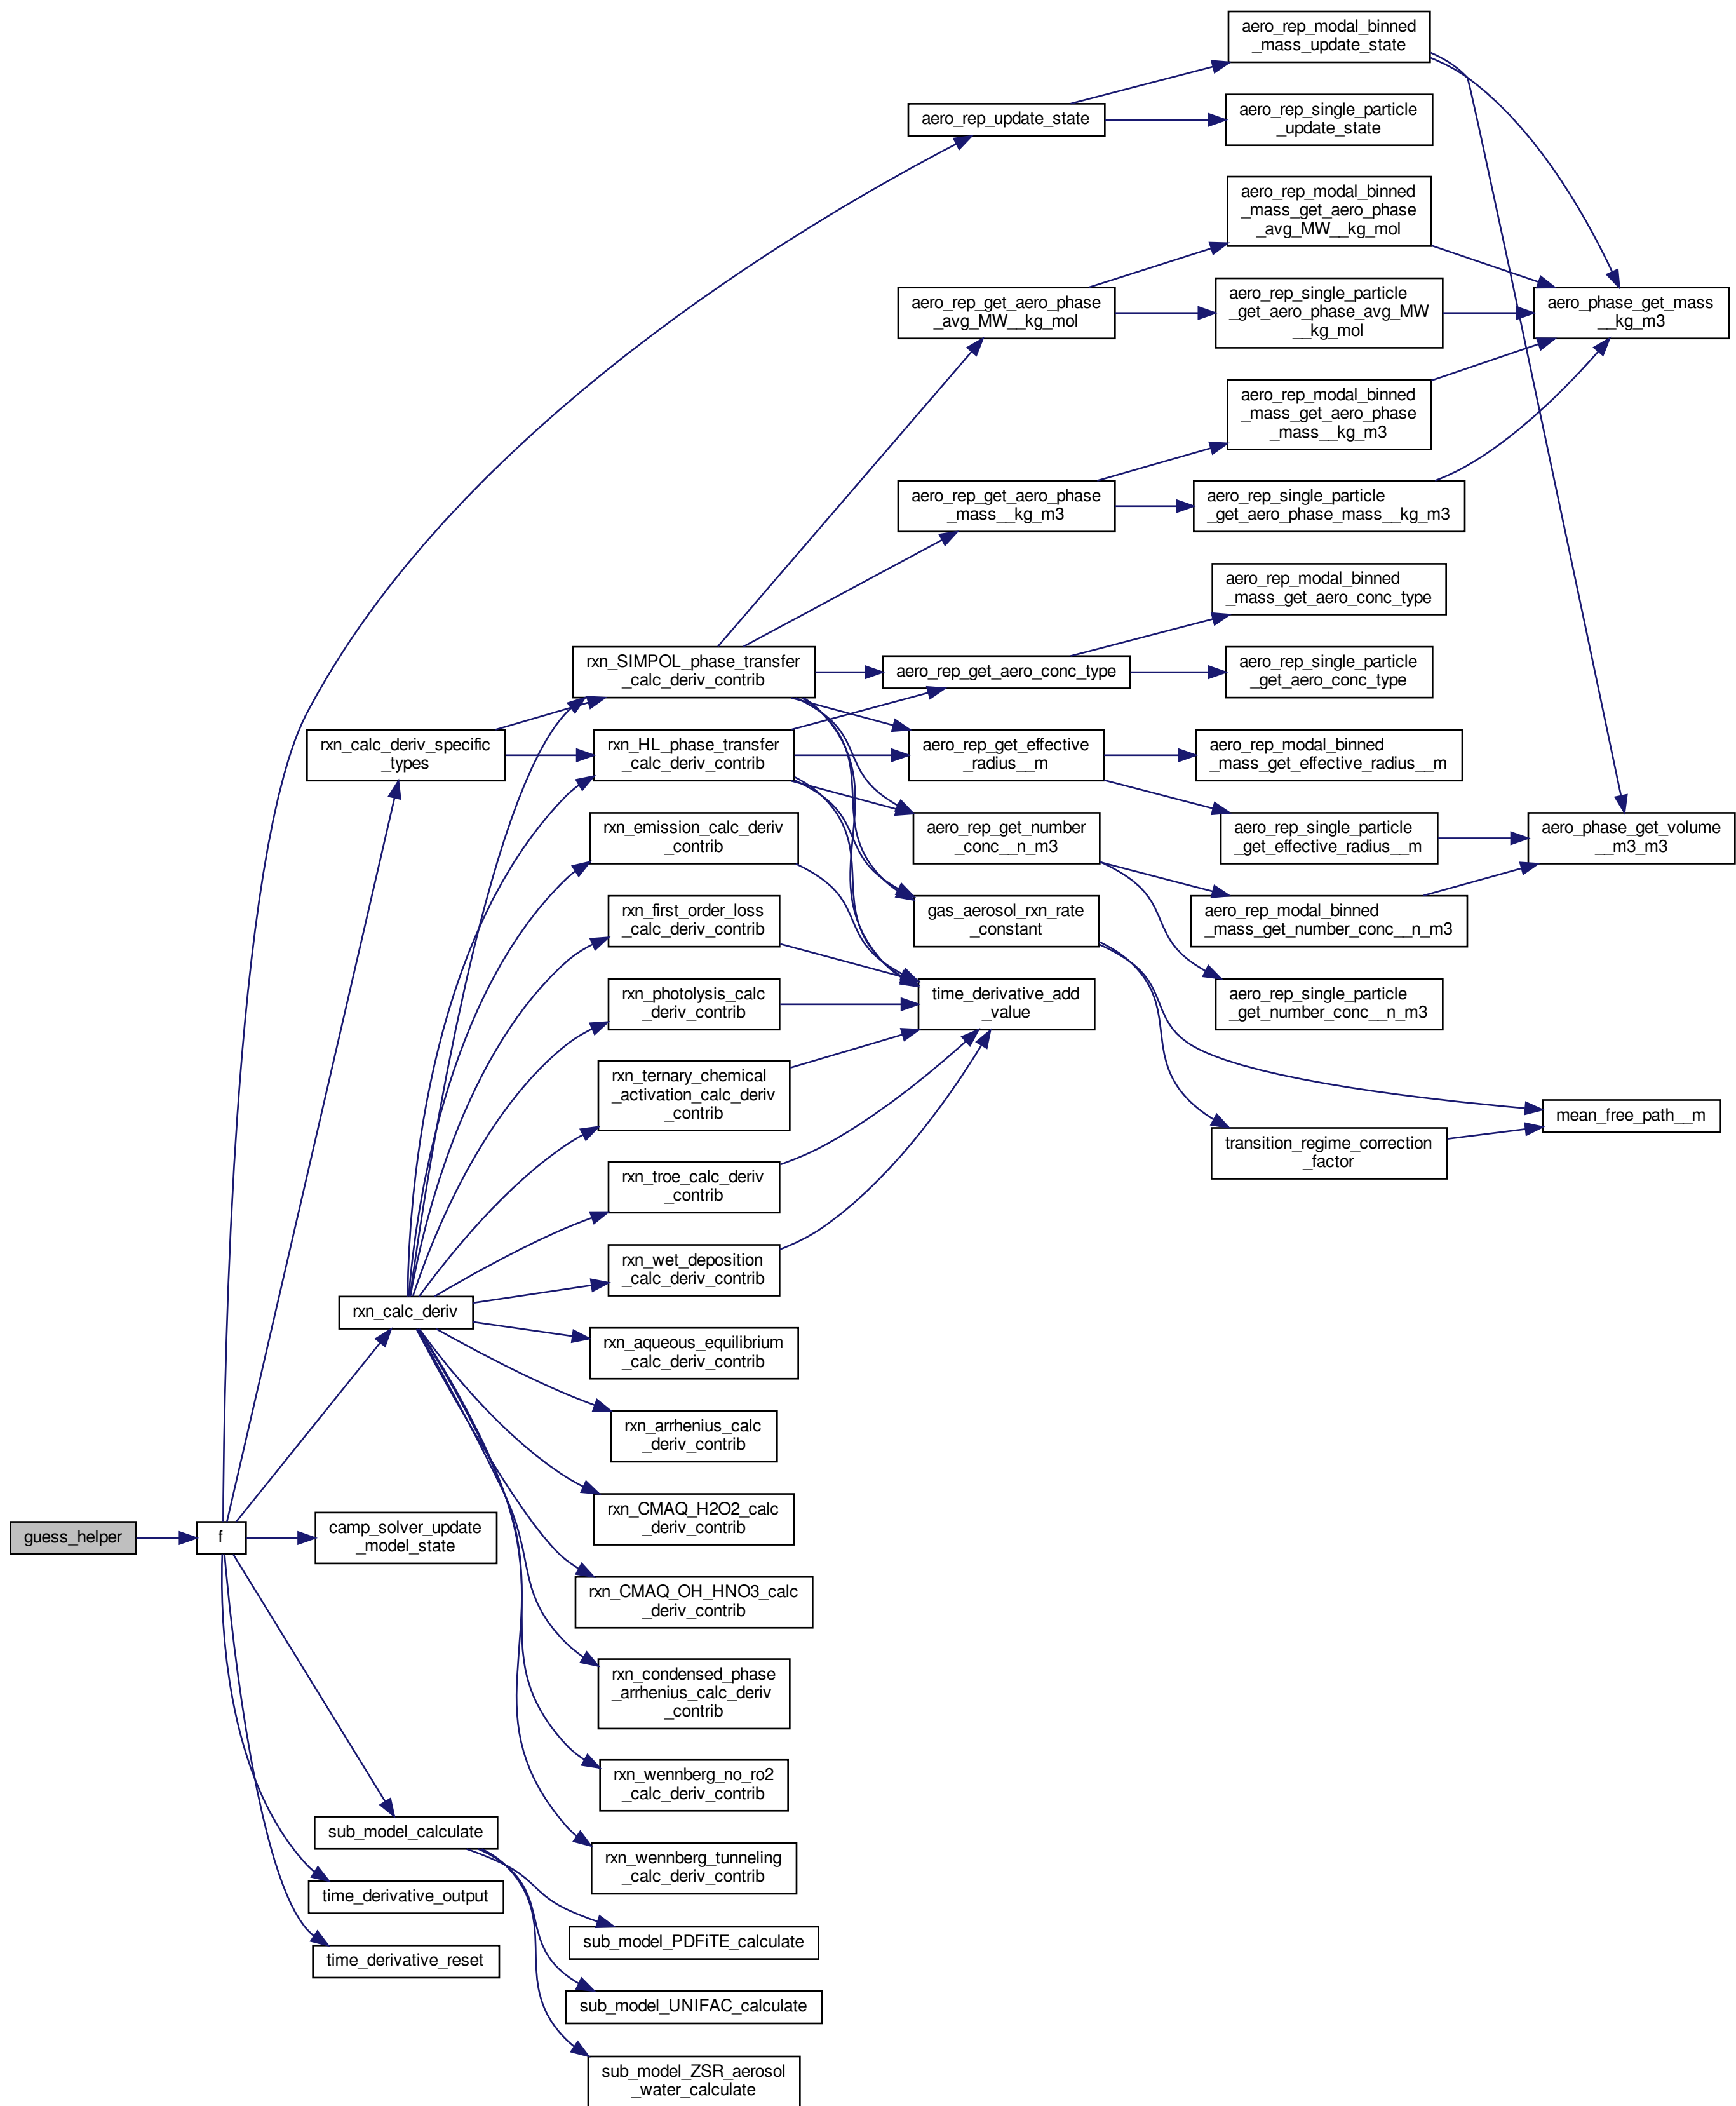 aero_rep_modal_binned
_mass_update_state
aero_rep_update_state
aero_rep_single_particle
_update_state
aero_rep_modal_binned
_mass_get_aero_phase
_avg_MW__kg_mol
aero_rep_get_aero_phase
_avg_MW__kg_mol
aero_rep_single_particle
_get_aero_phase_avg_MW
__kg_mol
aero_phase_get_mass
__kg_m3
aero_rep_modal_binned
_mass_get_aero_phase
_mass__kg_m3
aero_rep_get_aero_phase
_mass__kg_m3
aero_rep_single_particle
_get_aero_phase_mass__kg_m3
aero_rep_modal_binned
_mass_get_aero_conc_type
rxn_SIMPOL_phase_transfer
_calc_deriv_contrib
aero_rep_get_aero_conc_type
aero_rep_single_particle
_get_aero_conc_type
rxn_calc_deriv_specific
_types
rxn_HL_phase_transfer
_calc_deriv_contrib
aero_rep_get_effective
_radius__m
aero_rep_modal_binned
_mass_get_effective_radius__m
rxn_emission_calc_deriv
_contrib
aero_rep_get_number
_conc__n_m3
aero_rep_single_particle
_get_effective_radius__m
aero_phase_get_volume
__m3_m3
rxn_first_order_loss
_calc_deriv_contrib
gas_aerosol_rxn_rate
_constant
aero_rep_modal_binned
_mass_get_number_conc__n_m3
rxn_photolysis_calc
_deriv_contrib
time_derivative_add
_value
aero_rep_single_particle
_get_number_conc__n_m3
rxn_ternary_chemical
_activation_calc_deriv
_contrib
mean_free_path__m
transition_regime_correction
_factor
rxn_troe_calc_deriv
_contrib
rxn_wet_deposition
_calc_deriv_contrib
rxn_calc_deriv
rxn_aqueous_equilibrium
_calc_deriv_contrib
rxn_arrhenius_calc
_deriv_contrib
rxn_CMAQ_H2O2_calc
_deriv_contrib
guess_helper
f
camp_solver_update
_model_state
rxn_CMAQ_OH_HNO3_calc
_deriv_contrib
rxn_condensed_phase
_arrhenius_calc_deriv
_contrib
rxn_wennberg_no_ro2
_calc_deriv_contrib
sub_model_calculate
rxn_wennberg_tunneling
_calc_deriv_contrib
time_derivative_output
sub_model_PDFiTE_calculate
time_derivative_reset
sub_model_UNIFAC_calculate
sub_model_ZSR_aerosol
_water_calculate